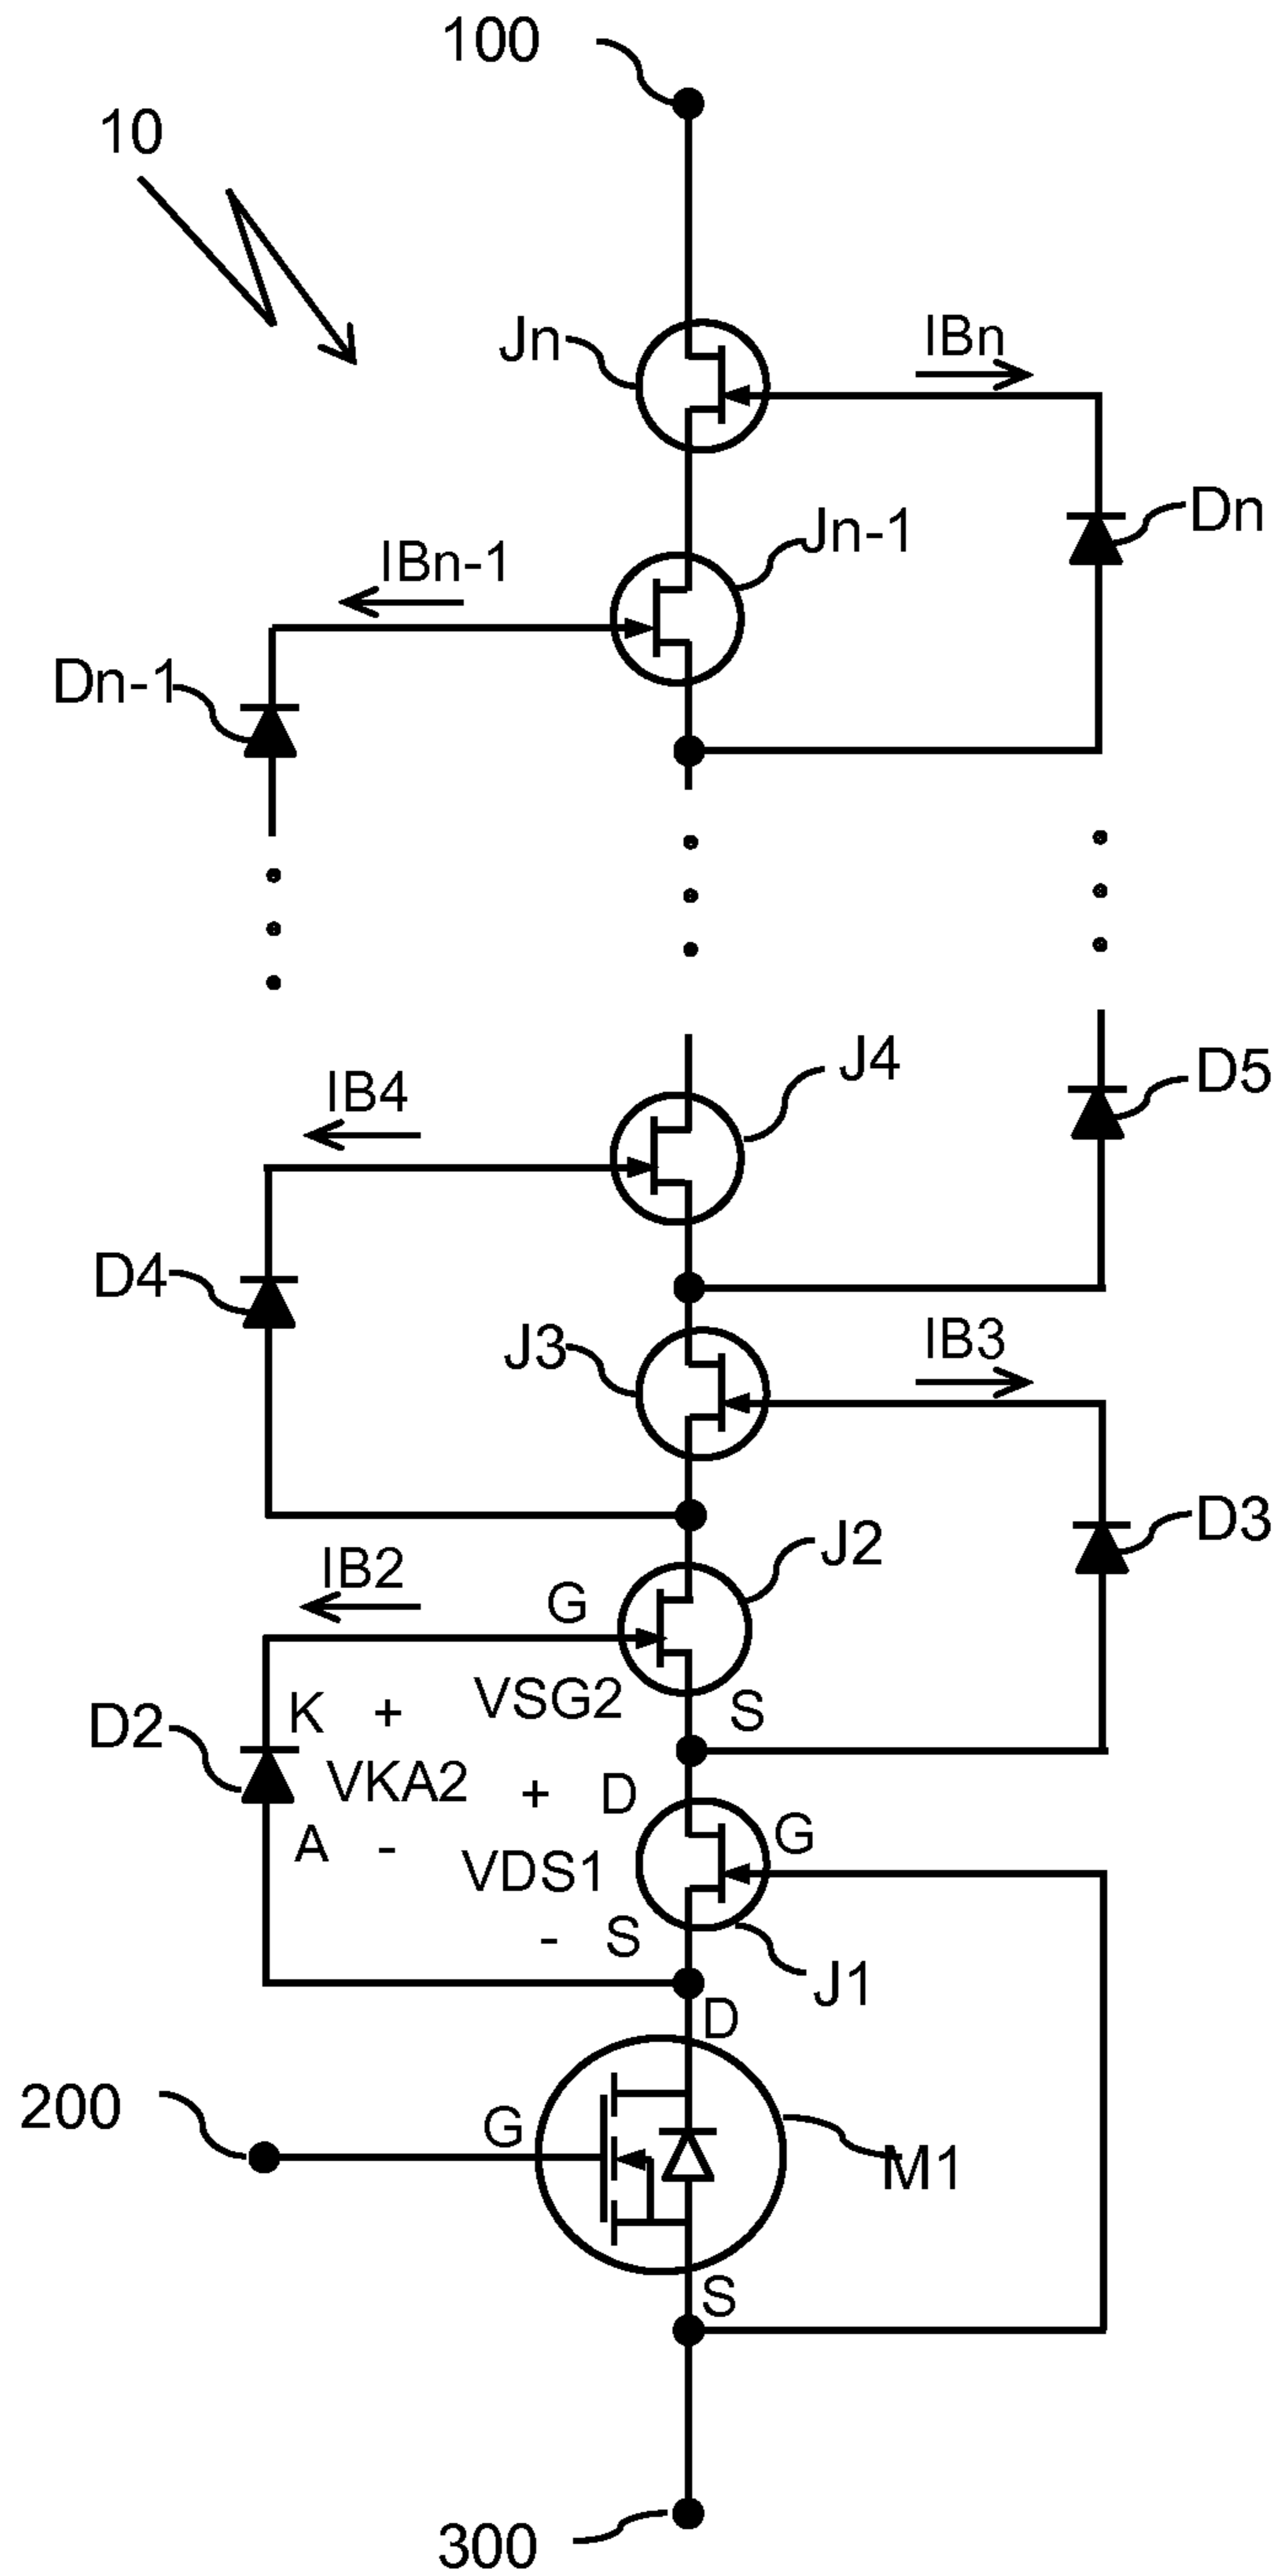 100
10
Jn
IBn
Jn-1
IBn-1
Dn
Dn-1
J4
D5
IB4
D4
J3
IB3
J2
D3
IB2
G
VSG2
S
D2
K
+
VKA2
A
-
+
D
G
VDS1
-
S
J1
D
200
G
M1
S
300